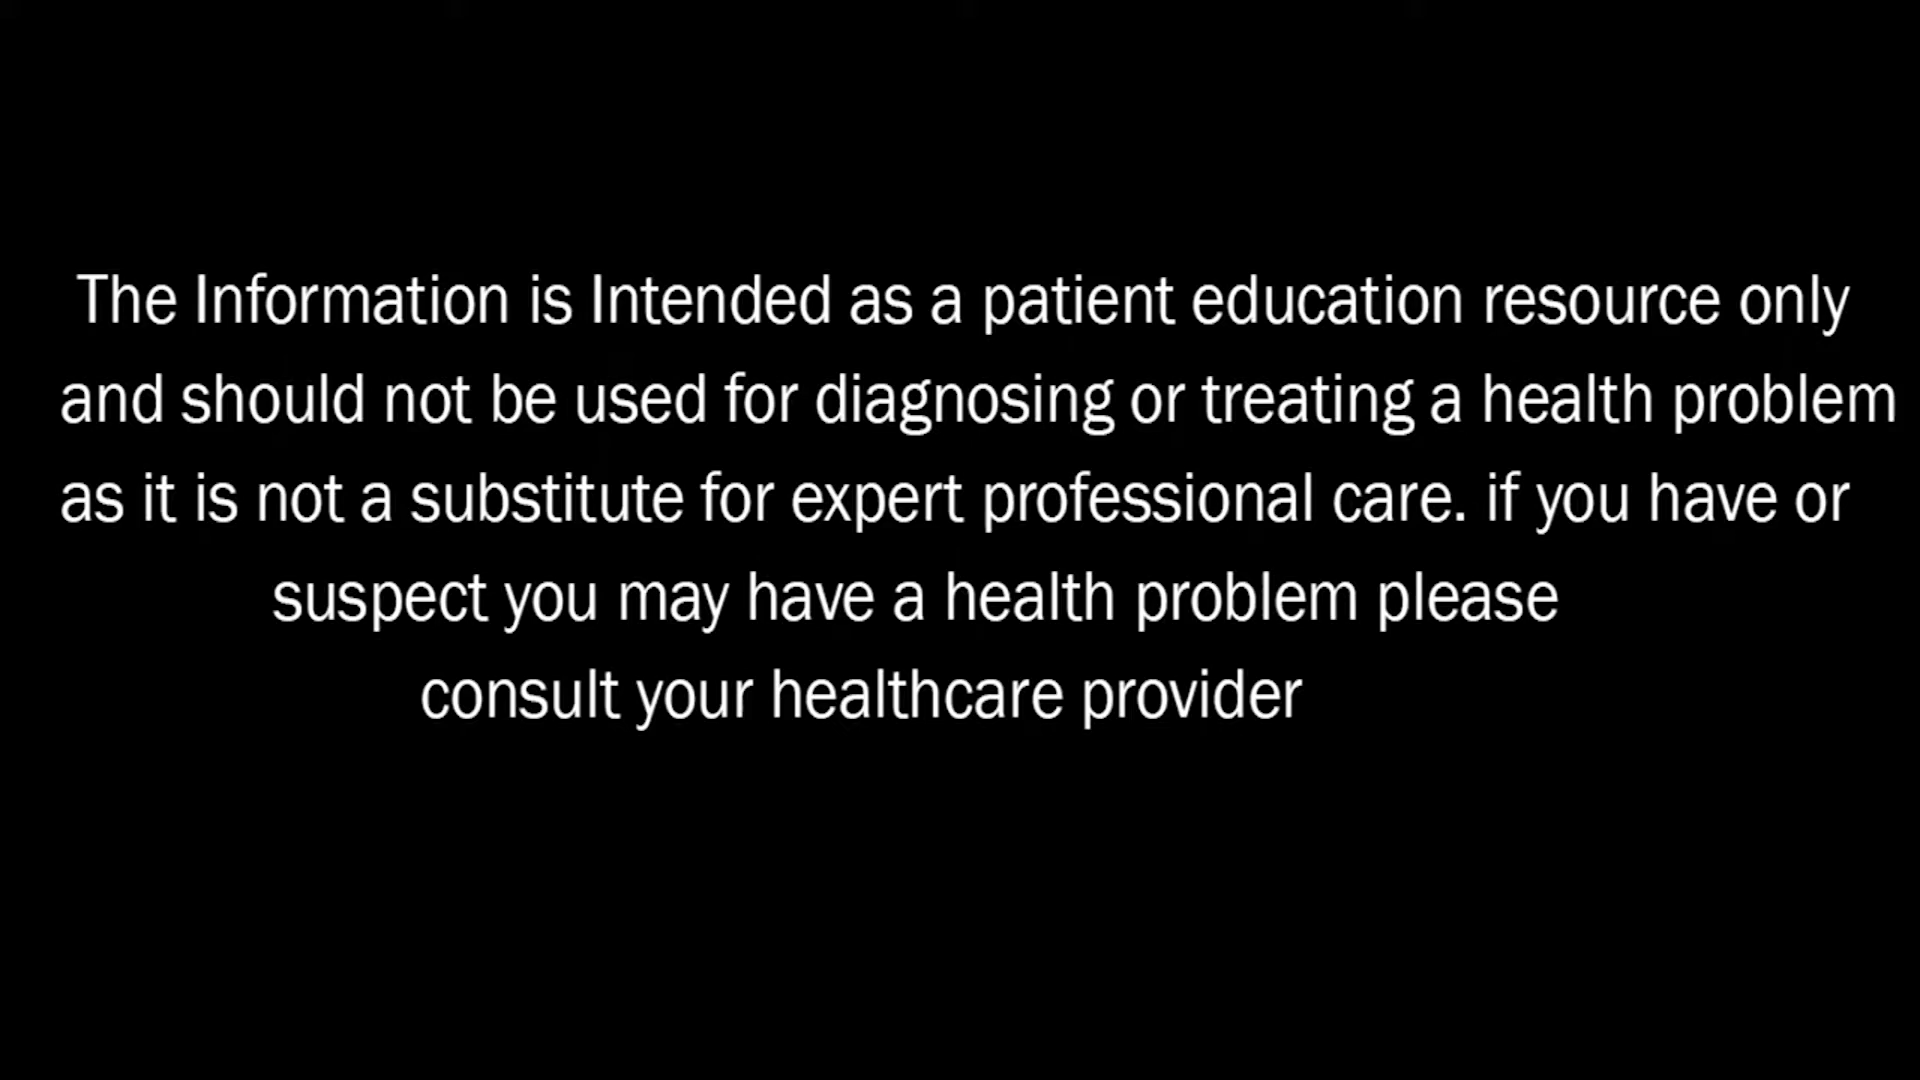 The Information is Intended as a patient education resource only
and should not be used for diagnosing or treating a health problem
as it is not a substitute for expert professional care. if you have or
suspect you may have a health problem please
consult your healthcare provider